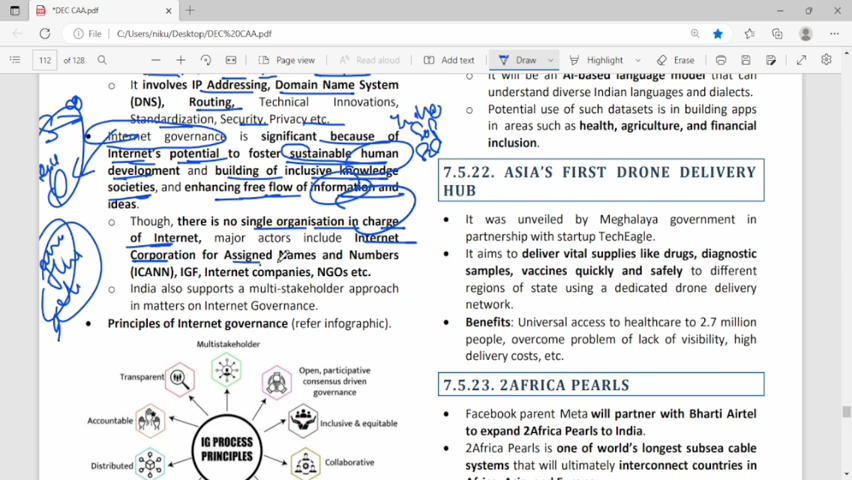 *DEC CAA.pdf
File
C:/Users/niku/Desktop/DEC%20CAA.pdf
112 of 128
Page view
Read aloud
Add text
Draw
Highlight
Erase
It involves IP Addressing, Domain Name System
(DNS), Routing, Technical Innovations,
Standardization, Security, Privacy etc.
Internet governance is significant because of
Internet's potential to foster sustainable human
development and building of inclusive knowledge
societies, and enhancing free flow of information and
ideas.
Though, there is no single organisation in charge
of Internet, major actors include Internet
Corporation for Assigned Names and Numbers
(ICANN), IGF, Internet companies, NGOs etc.
India also supports a multi-stakeholder approach
in matters on Internet Governance.
Principles of Internet governance (refer infographic).
Multistakeholder
Transparent
Open, participative
consensus driven
governance
Accountable
Inclusive & equitable
IG PROCESS
PRINCIPLES
Distributed
Collaborative
It will be an AI-based language model that can
understand diverse Indian languages and dialects.
Potential use of such datasets is in building apps
in areas such as health, agriculture, and financial
inclusion.
7.5.22. ASIA'S FIRST DRONE DELIVERY
HUB
It was unveiled by Meghalaya government in
partnership with startup TechEagle.
It aims to deliver vital supplies like drugs, diagnostic
samples, vaccines quickly and safely to different
regions of state using a dedicated drone delivery
network.
Benefits: Universal access to healthcare to 2.7 million
people, overcome problem of lack of visibility, high
delivery costs, etc.
7.5.23. 2AFRICA PEARLS
Facebook parent Meta will partner with Bharti Airtel
to expand 2Africa Pearls to India.
2Africa Pearls is one of world's longest subsea cable
systems that will ultimately interconnect countries in